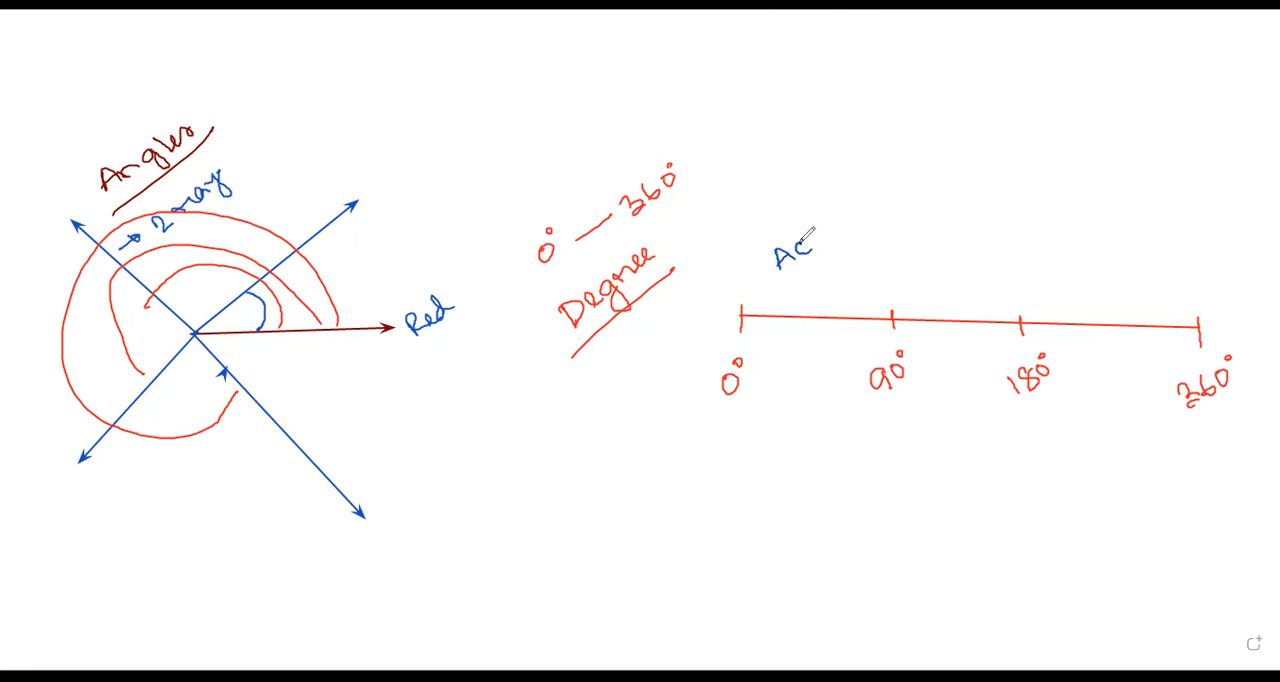 Angles
→ 2 ray
Red
0° — 360°
Degree
AC
0° 90° 180° 360°